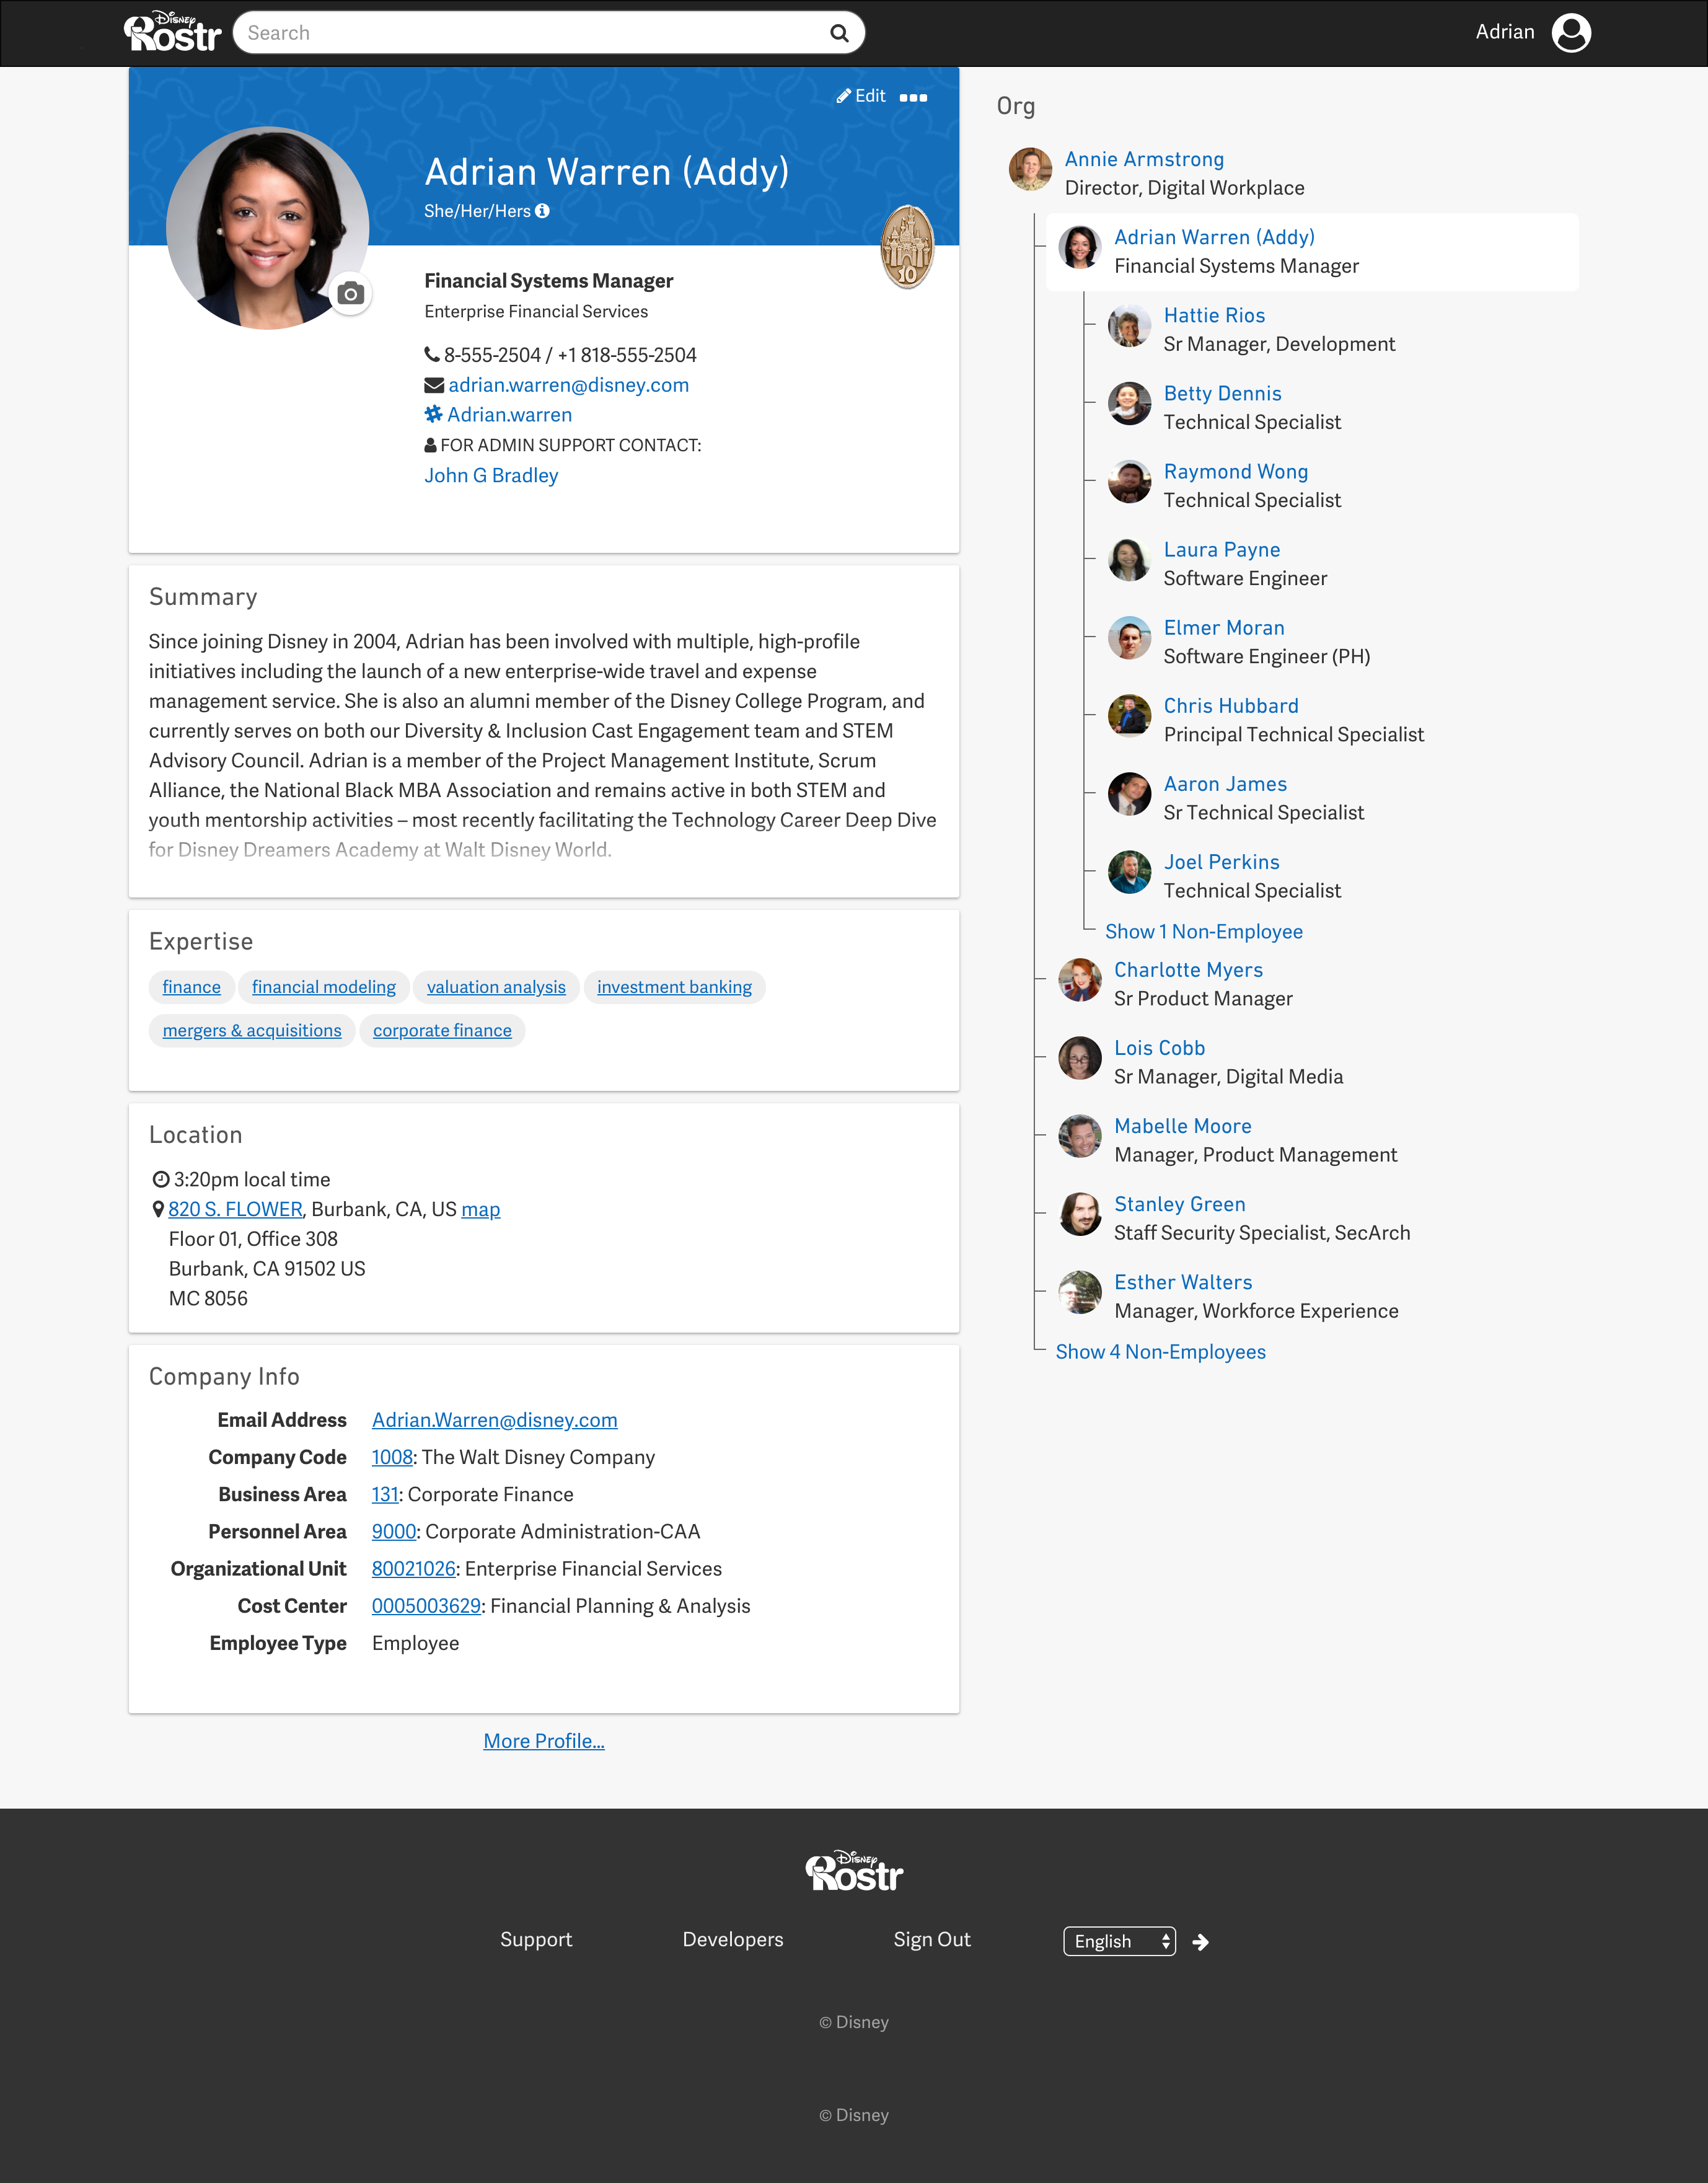 Disney
Rostr
Search
Adrian
Edit
Adrian Warren (Addy)
She/Her/Hers
10
Financial Systems Manager
Enterprise Financial Services
8-555-2504 / +1 818-555-2504
adrian.warren@disney.com
Adrian.warren
FOR ADMIN SUPPORT CONTACT:
John G Bradley
Summary
Since joining Disney in 2004, Adrian has been involved with multiple, high-profile
initiatives including the launch of a new enterprise-wide travel and expense
management service. She is also an alumni member of the Disney College Program, and
currently serves on both our Diversity & Inclusion Cast Engagement team and STEM
Advisory Council. Adrian is a member of the Project Management Institute, Scrum
Alliance, the National Black MBA Association and remains active in both STEM and
youth mentorship activities – most recently facilitating the Technology Career Deep Dive
for Disney Dreamers Academy at Walt Disney World.
Expertise
finance financial modeling valuation analysis investment banking
mergers & acquisitions corporate finance
Location
3:20pm local time
820 S. FLOWER, Burbank, CA, US map
Floor 01, Office 308
Burbank, CA 91502 US
MC 8056
Company Info
Email Address Adrian.Warren@disney.com
Company Code 1008: The Walt Disney Company
Business Area 131: Corporate Finance
Personnel Area 9000: Corporate Administration-CAA
Organizational Unit 80021026: Enterprise Financial Services
Cost Center 0005003629: Financial Planning & Analysis
Employee Type Employee
More Profile...
Org
Annie Armstrong
Director, Digital Workplace
Adrian Warren (Addy)
Financial Systems Manager
Hattie Rios
Sr Manager, Development
Betty Dennis
Technical Specialist
Raymond Wong
Technical Specialist
Laura Payne
Software Engineer
Elmer Moran
Software Engineer (PH)
Chris Hubbard
Principal Technical Specialist
Aaron James
Sr Technical Specialist
Joel Perkins
Technical Specialist
Show 1 Non-Employee
Charlotte Myers
Sr Product Manager
Lois Cobb
Sr Manager, Digital Media
Mabelle Moore
Manager, Product Management
Stanley Green
Staff Security Specialist, SecArch
Esther Walters
Manager, Workforce Experience
Show 4 Non-Employees
Disney
Rostr
Support Developers Sign Out English
© Disney
© Disney